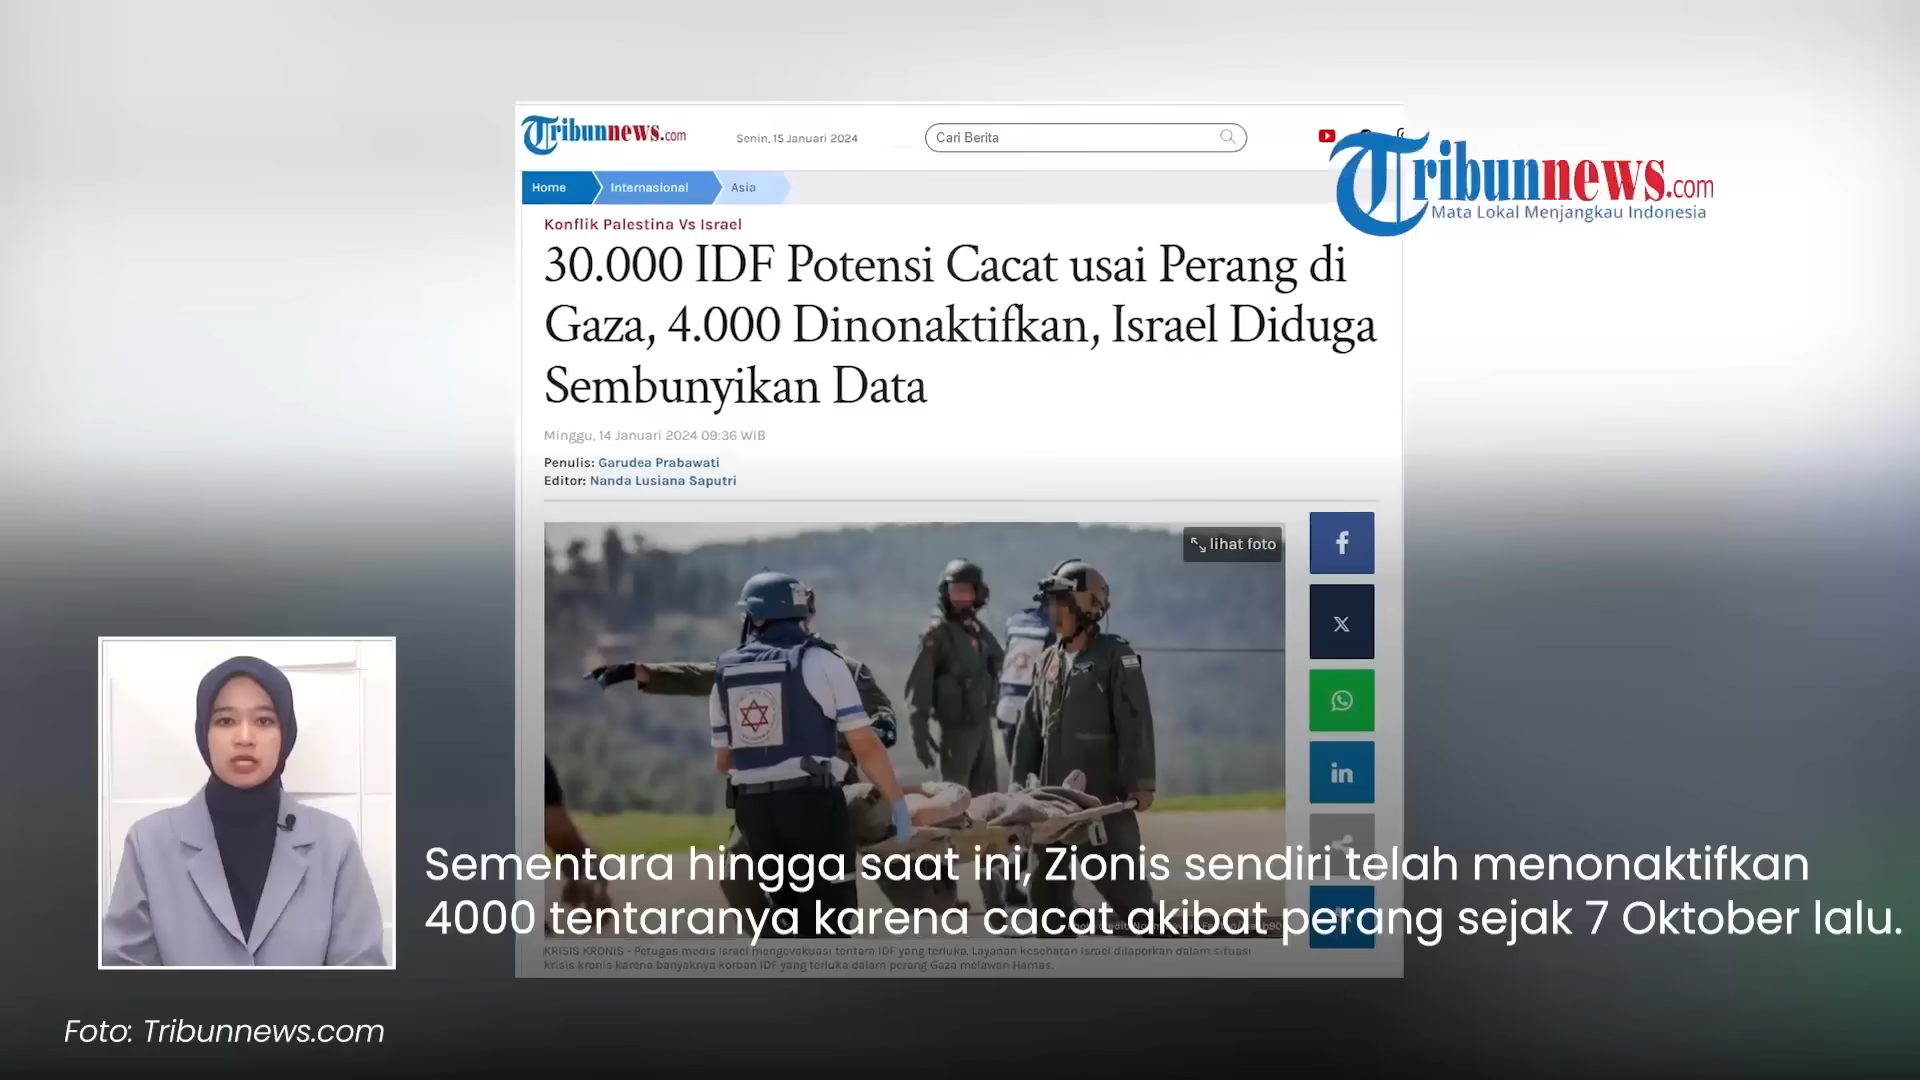 Tribunnews.com
Senin, 15 Januari 2024
Cari Berita
Tribunnews.com
Mata Lokal Menjangkau Indonesia
Home
Internasional
Asia
Konflik Palestina Vs Israel
30.000 IDF Potensi Cacat usai Perang di
Gaza, 4.000 Dinonaktifkan, Israel Diduga
Sembunyikan Data
Minggu, 14 Januari 2024 09:36 WIB
Penulis: Garudea Prabawati
Editor: Nanda Lusiana Saputri
lihat foto
Sementara hingga saat ini, Zionis sendiri telah menonaktifkan
4000 tentaranya karena cacat akibat perang sejak 7 Oktober lalu.
KRISIS KRONIS - Petugas medis Israel mengevakuasi tentara IDF yang terluka. Layanan kesehatan Israel dilaporkan dalam situasi
krisis kronis karena banyaknya korban IDF yang terluka dalam perang Gaza melawan Hamas.
Foto: Tribunnews.com